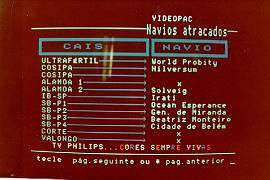 VIDEOPAC
Navios atracados
CAIS NAVIO
ULTRAFÉRTIL World Probity
COSIPA Hilversum
COSIPA
ALAMOA 1 x
ALAMOA 2 Solveig
IB-SP Irati
SB-P1 Ocean Esperance
SB-P2 Gen. de Miranda
SB-P3 Beatriz Monteiro
SB-P4 Cidade de Belém
CORTE x
VALONGO x
TV PHILIPS...CORES SEMPRE VIVAS
tecle pág.seguinte ou * pag.anterior